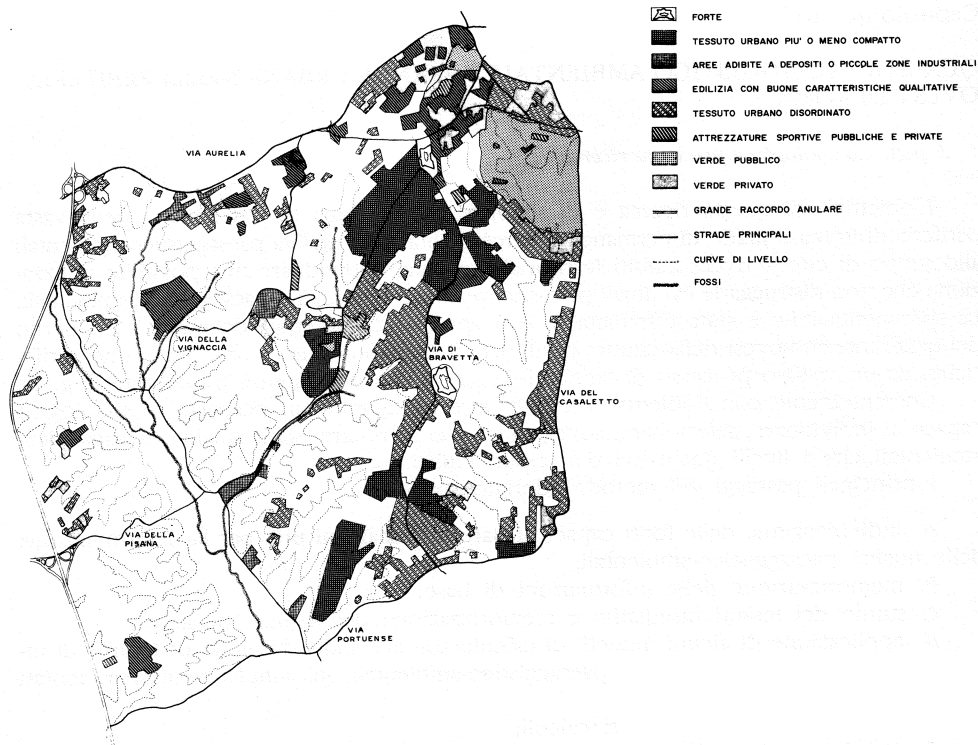 FORTE
TESSUTO URBANO PIU' O MENO COMPATTO
AREE ADIBITE A DEPOSITI O PICCOLE ZONE INDUSTRIALI
EDILIZIA CON BUONE CARATTERISTICHE QUALITATIVE
TESSUTO URBANO DISORDINATO
ATTREZZATURE SPORTIVE PUBBLICHE E PRIVATE
VERDE PUBBLICO
VERDE PRIVATO
GRANDE RACCORDO ANULARE
STRADE PRINCIPALI
CURVE DI LIVELLO
FOSSI
VIA AURELIA
VIA DELLA
VIGNACCIA
VIA DI
BRAVETTA
VIA DEL
CASALETTO
VIA DELLA
PISANA
VIA
PORTUENSE